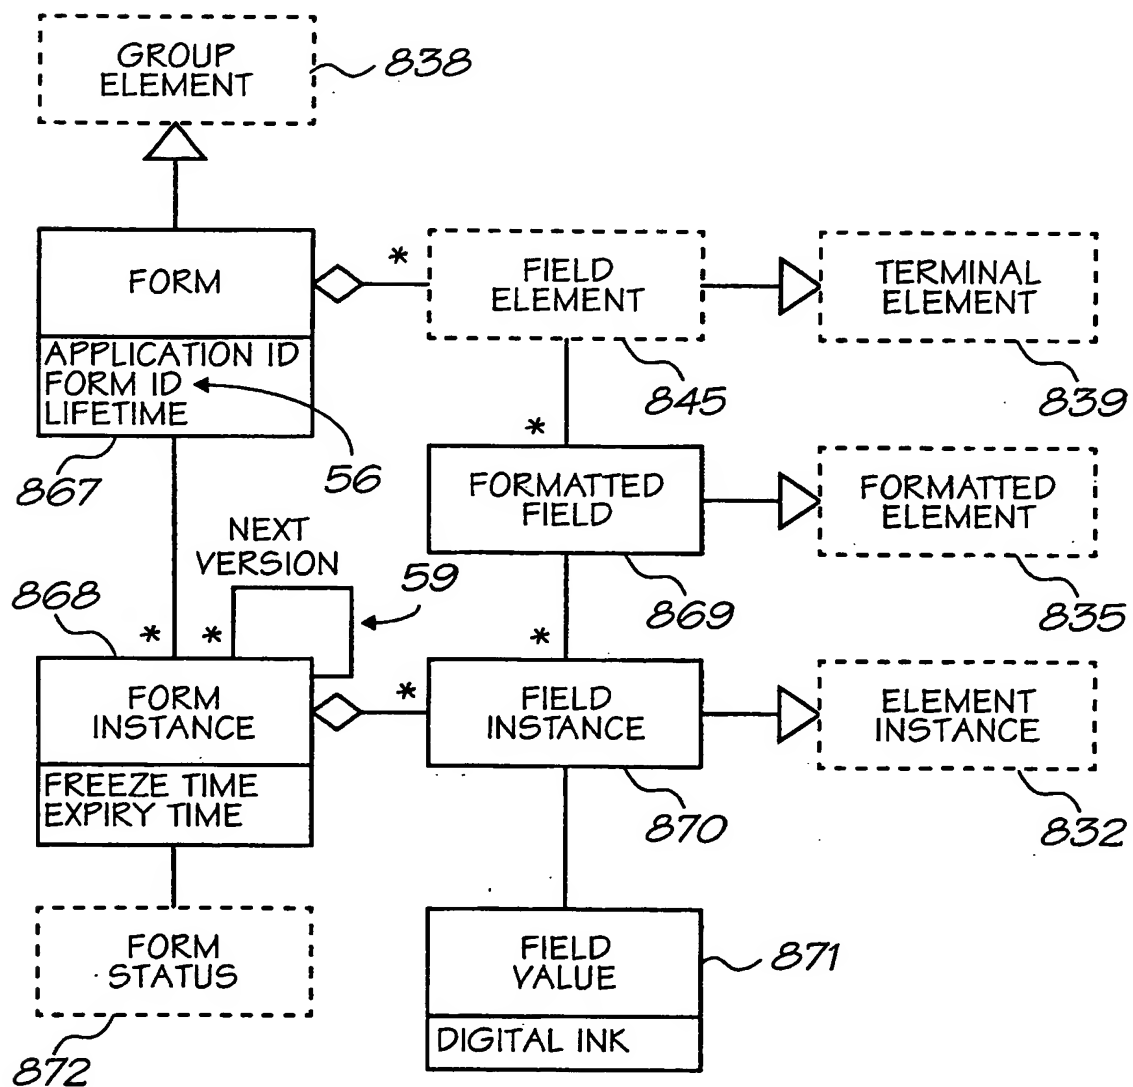 GROUP
ELEMENT
838
FORM
*
FIELD
ELEMENT
TERMINAL
ELEMENT
APPLICATION ID
FORM ID
LIFETIME
845
839
867
56
*
FORMATTED
FIELD
FORMATTED
ELEMENT
NEXT
VERSION
59
868
869
835
*
*
*
FORM
INSTANCE
*
FIELD
INSTANCE
ELEMENT
INSTANCE
FREEZE TIME
EXPIRY TIME
870
832
FORM
STATUS
FIELD
VALUE
871
DIGITAL INK
872